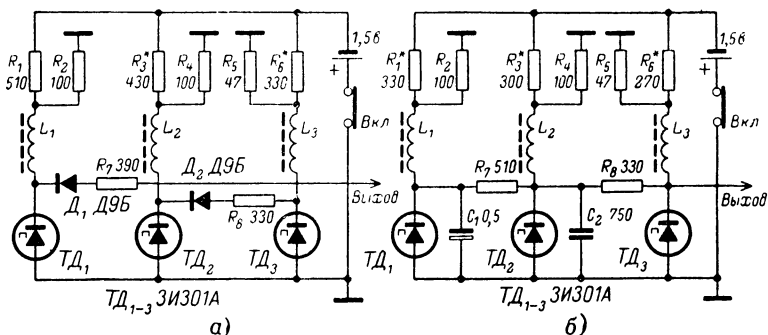 R₁ 510
R₂ 100
R₃* 430
R₄ 100
R₅ 47
R₆* 330
1,5в
+
Вкл
L₁
L₂
L₃
Д₁ Д9Б
R₇ 390
Д₂ Д9Б
R₆ 330
Выход
ТД₁
ТД₂
ТД₃
ТД₁₋₃ ЗИ301А
а)
R₁* 330
R₂ 100
R₃* 300
R₄ 100
R₅ 47
R₆* 270
1,5в
+
Вкл
L₁
L₂
L₃
R₇ 510
R₈ 330
Выход
C₁ 0,5
C₂ 750
ТД₁
ТД₂
ТД₃
ТД₁₋₃ ЗИ301А
б)